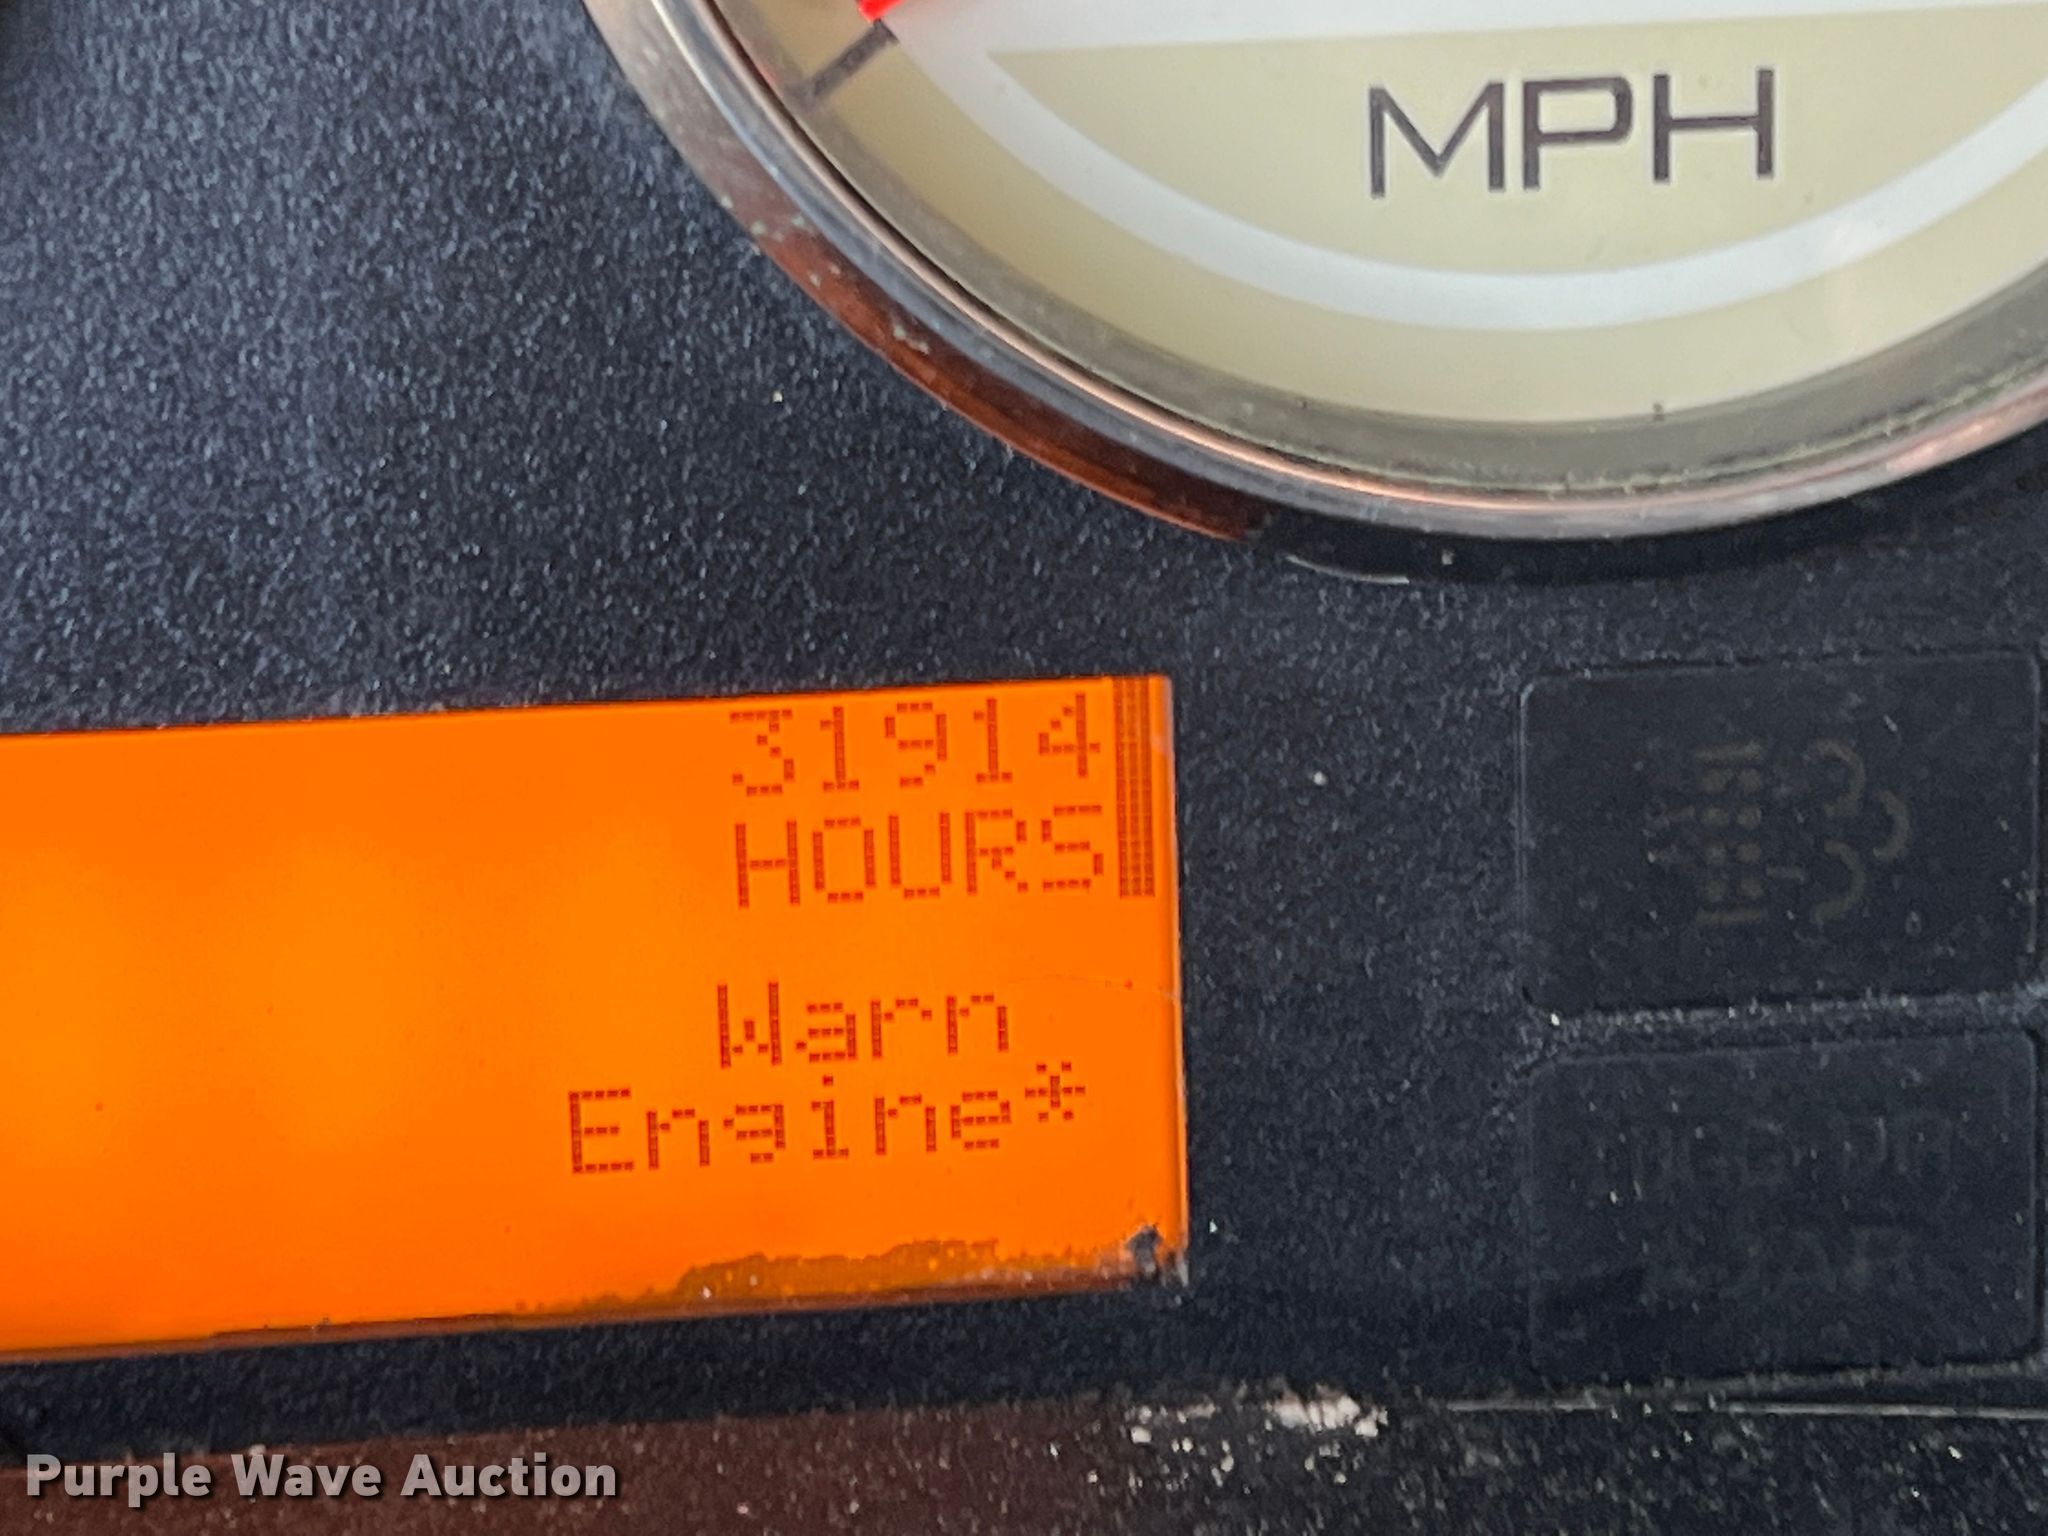 MPH
31914
HOURS
Warn
Engine*
Purple Wave Auction